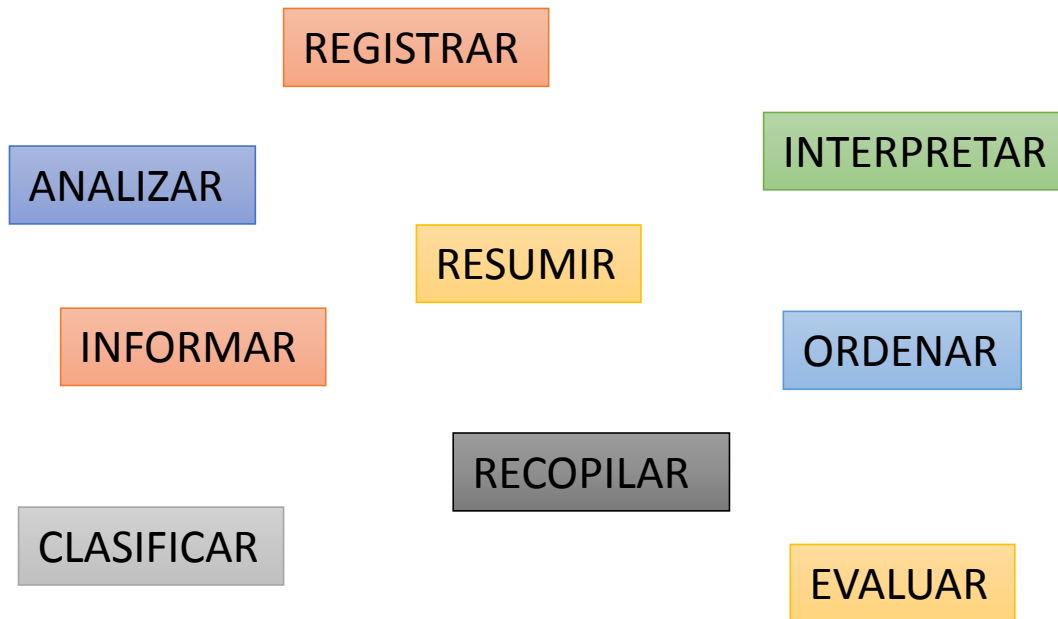 REGISTRAR
INTERPRETAR
ANALIZAR
RESUMIR
INFORMAR
ORDENAR
RECOPILAR
CLASIFICAR
EVALUAR